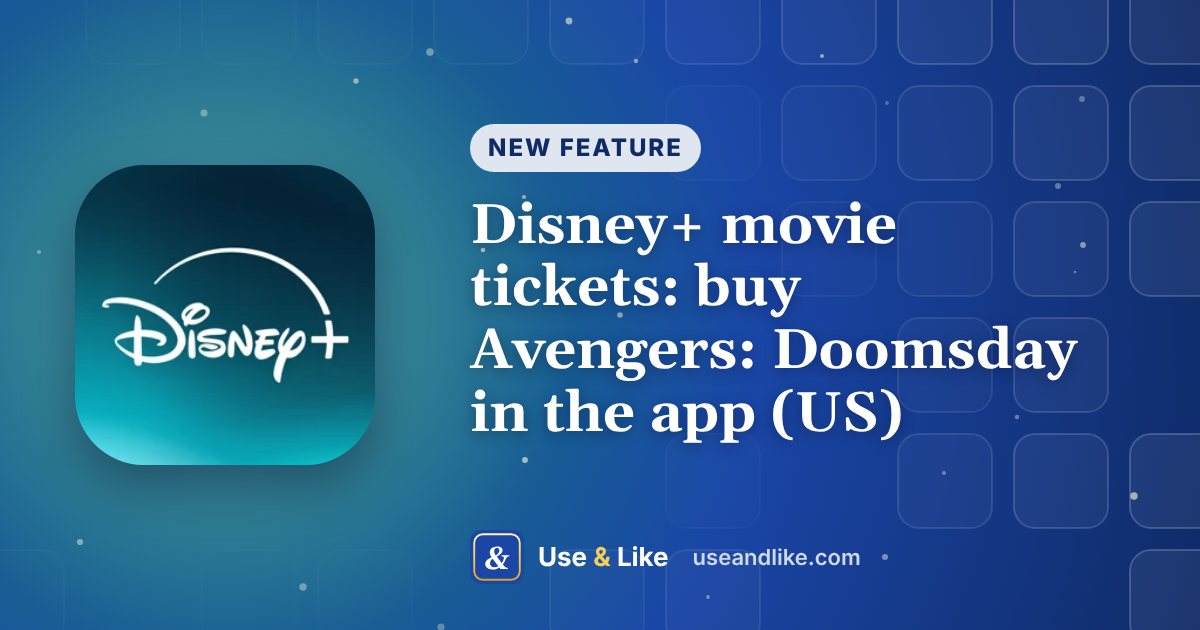 Disney+
NEW FEATURE
Disney+ movie
tickets: buy
Avengers: Doomsday
in the app (US)
& Use & Like useandlike.com